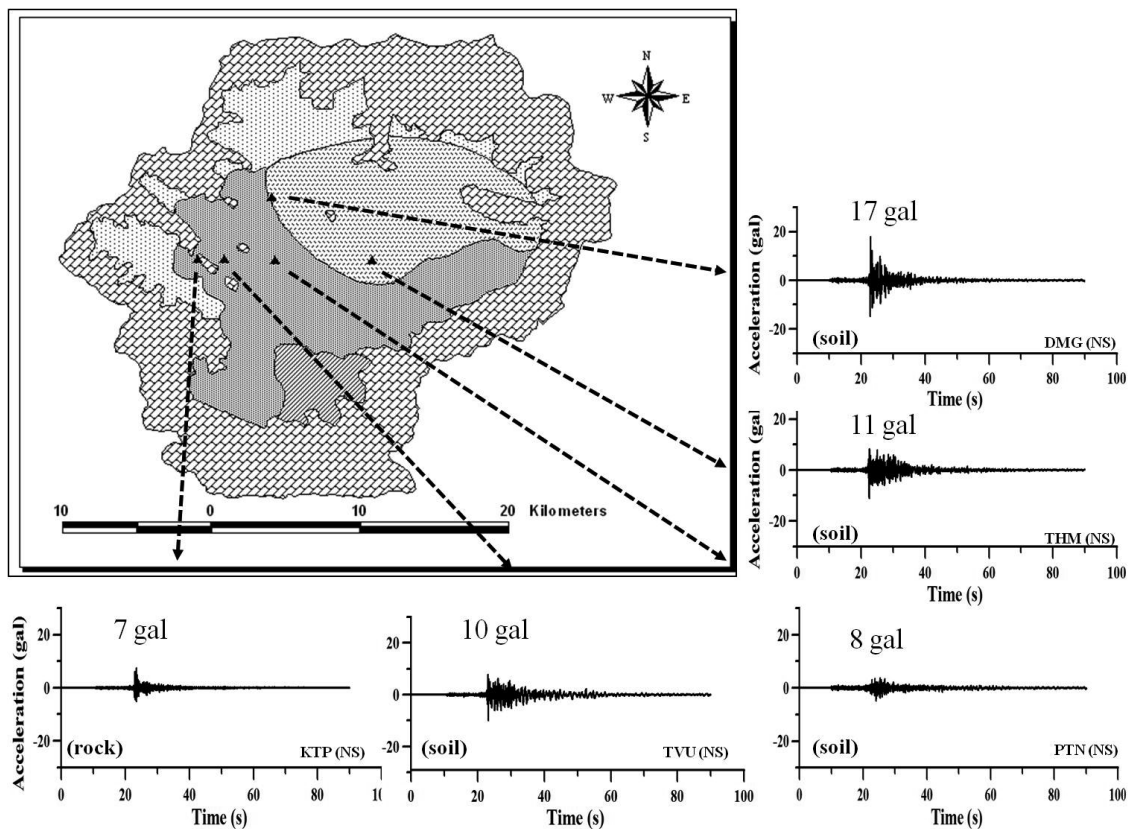 N
W E
S
10 0 10 20 Kilometers
17 gal
Acceleration (gal)
20
0
-20
(soil)
DMG (NS)
0 20 40 60 80 100
Time (s)
11 gal
Acceleration (gal
20
0
-20
(soil)
THM (NS)
0 20 40 60 80 100
Time (s)
7 gal
Acceleration (gal)
20
0
-20
(rock)
KTP (NS)
0 20 40 60 80 10
Time (s)
10 gal
20
0
-20
(soil)
TVU (NS)
0 20 40 60 80 100
Time (s)
8 gal
20
0
-20
(soil)
PTN (NS)
0 20 40 60 80 100
Time (s)